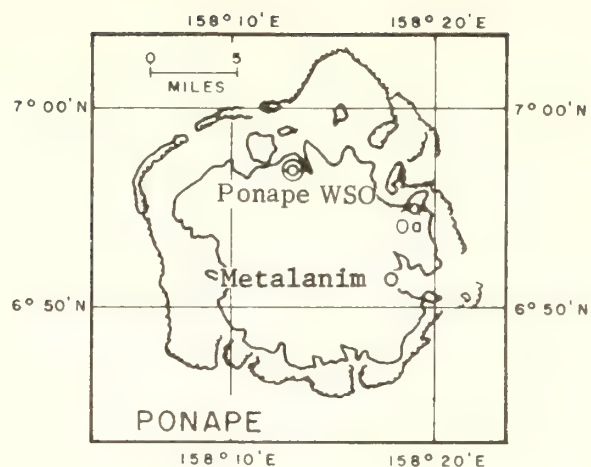 158° 10' E 158° 20' E
0 5
MILES
7° 00' N 7° 00' N
Ponape WSO
Oa
Metalanim
6° 50' N 6° 50' N
PONAPE
158° 10' E 158° 20' E